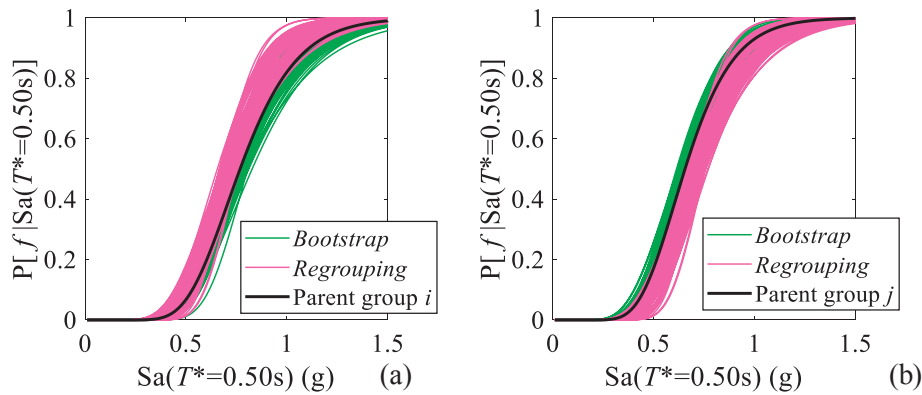 P[f|Sa(T*=0.50s)]
1
0.8
0.6
0.4
0.2
0
Bootstrap
Regrouping
Parent group i
0
0.5
1
1.5
Sa(T*=0.50s) (g)
(a)
P[f|Sa(T*=0.50s)]
1
0.8
0.6
0.4
0.2
0
Bootstrap
Regrouping
Parent group j
0
0.5
1
1.5
Sa(T*=0.50s) (g)
(b)